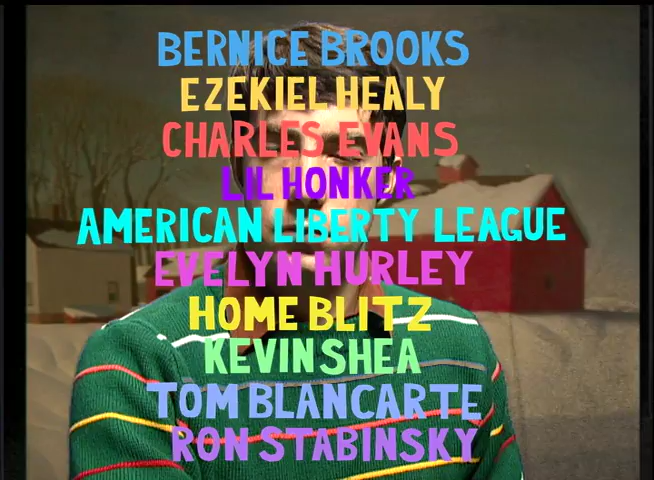 BERNICE BROOKS
EZEKIEL HEALY
CHARLES EVANS
LIL HONKER
AMERICAN LIBERTY LEAGUE
EVELYN HURLEY
HOME BLITZ
KEVIN SHEA
TOM BLANCARTE
RON STABINSKY